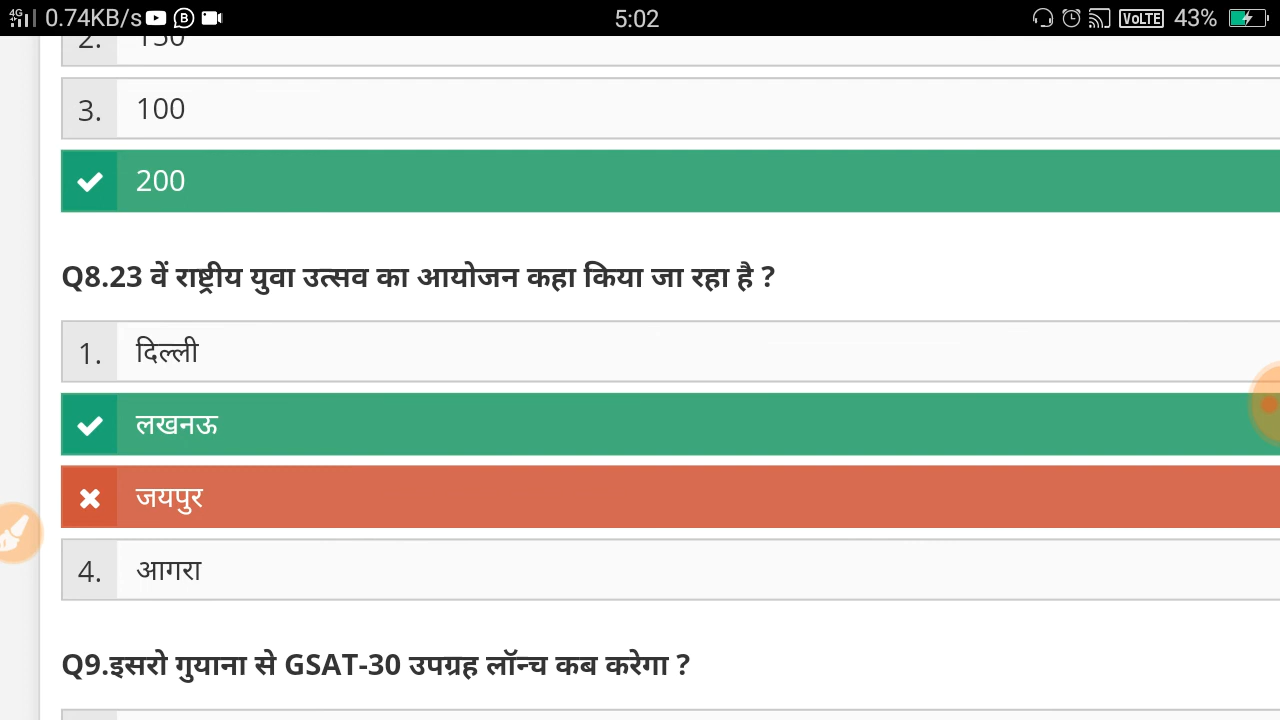 4G 0.74KB/s B 5:02 VoLTE 43%
2. 150
3. 100
200
Q8.23 वें राष्ट्रीय युवा उत्सव का आयोजन कहा किया जा रहा है ?
1. दिल्ली
लखनऊ
जयपुर
4. आगरा
Q9.इसरो गुयाना से GSAT-30 उपग्रह लॉन्च कब करेगा ?